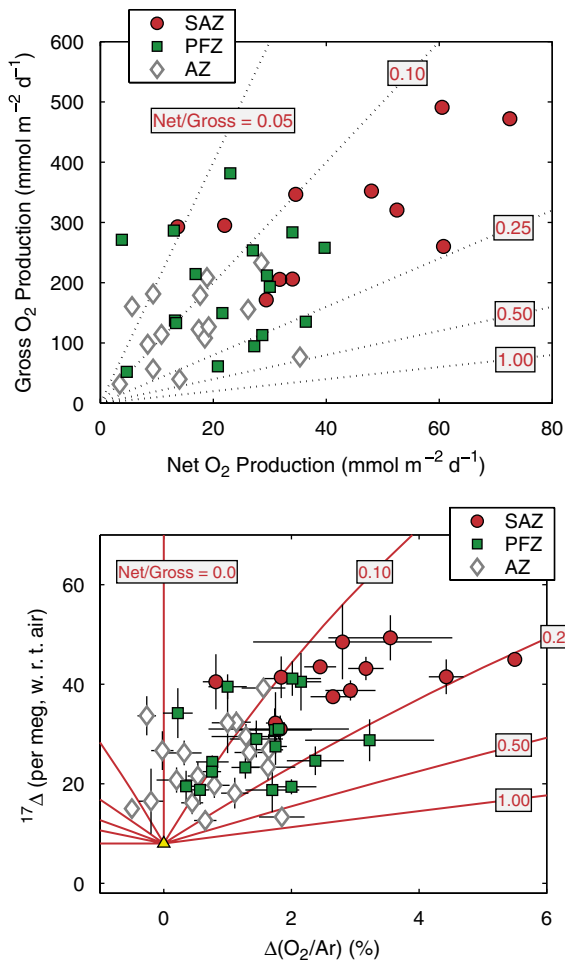 SAZ
PFZ
AZ
600
500
400
300
200
100
0
Gross O₂ Production (mmol m⁻² d⁻¹)
Net/Gross = 0.05
0.10
0.25
0.50
1.00
0 20 40 60 80
Net O₂ Production (mmol m⁻² d⁻¹)
SAZ
PFZ
AZ
60
40
20
0
¹⁷Δ (per meg, w. r. t. air)
Net/Gross = 0.0
0.10
0.2
0.50
1.00
0 2 4 6
Δ(O₂/Ar) (%)